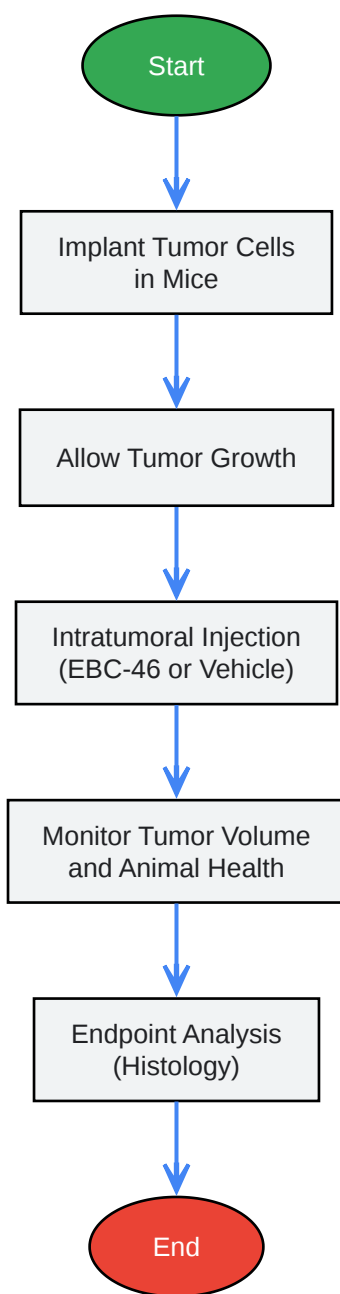 Start
Implant Tumor Cells
in Mice
Allow Tumor Growth
Intratumoral Injection
(EBC-46 or Vehicle)
Monitor Tumor Volume
and Animal Health
Endpoint Analysis
(Histology)
End